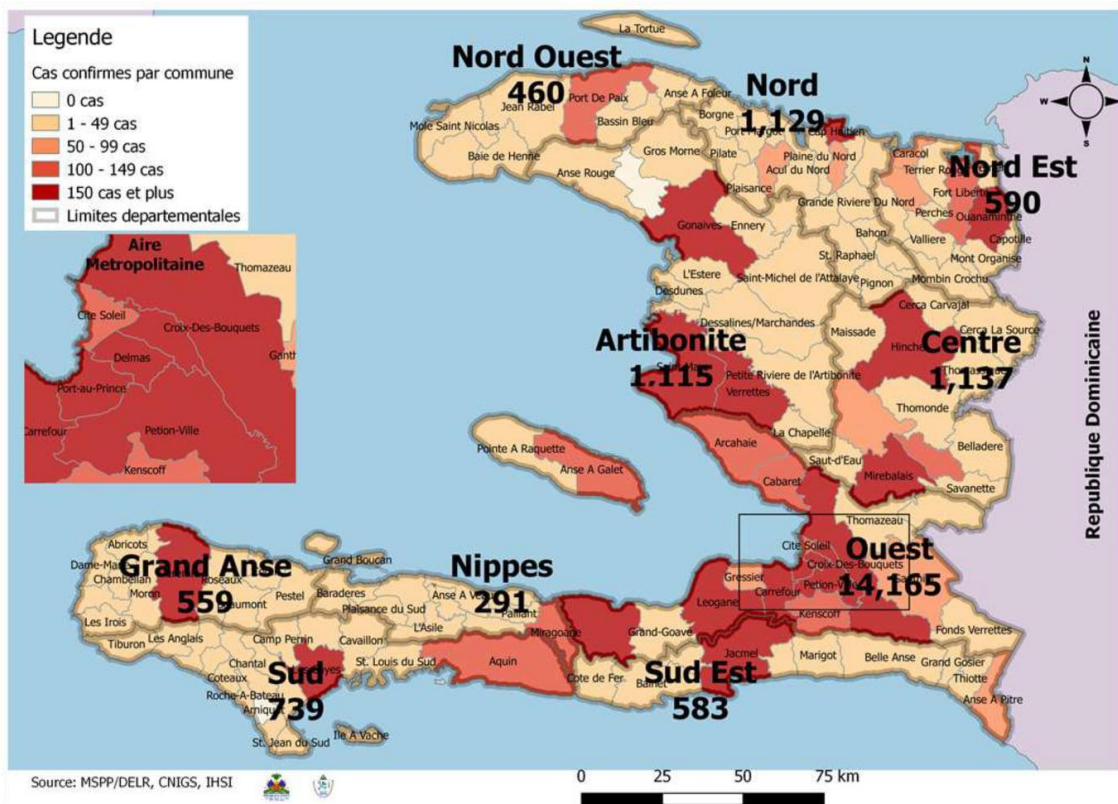 Legende
Cas confirmes par commune
0 cas
1 - 49 cas
50 - 99 cas
100 - 149 cas
150 cas et plus
Limites departementales
Aire
Metropolitaine
Thomazeau
Cite Soleil
Croix-Des-Bouquets
Delmas
Port-au-Prince
Carrefour
Petion-Ville
Kenscoff
La Tortue
Nord Ouest
460
Port De Paix
Jean Rabel
Anse A Foleur
Bassin Bleu
Mole Saint Nicolas
Baie de Henne
Nord
1,129
Borgne
Port Margot
Pilate
Plaine du Nord
Acul du Nord
Plaisance
Grande Riviere Du Nord
Bahon
St. Raphael
Pignon
N
W
E
S
Caracol
Terrier Rouge
Nord Est
590
Fort Liberte
Perches
Ouanaminthe
Capotille
Valliere
Mont Organise
Mombin Crochu
Gros Morne
Anse Rouge
Gonaives
Ennery
Saint-Michel de l'Attalaye
L'Estere
Desdunes
Dessalines/Marchandes
Artibonite
1,115
Petite Riviere de l'Artibonite
Verrettes
La Chapelle
Cerca Carvajal
Maissade
Cerca La Source
Centre
1,137
Thomonde
Belladere
Saut-d'Eau
Mirebalais
Savanette
Republique Dominicaine
Pointe A Raquette
Anse A Galet
Arcahaie
Cabaret
Thomazeau
Cite Soleil
Ouest
14,165
Croix-Des-Bouquets
Gressier
Petion-Ville
Leogane
Carrefour
Kenscoff
Fonds Verrettes
Abricots
Grand Anse
559
Chambellan
Moron
Roseaux
Beaumont
Pestel
Les Irois
Grand Boucan
Nippes
291
Baraderes
Anse A Veau
Plaisance du Sud
Paillant
L'Asile
Miragoane
Grand-Goave
Tiburon
Les Anglais
Camp Perrin
Cavaillon
Chantal
Sud
739
St. Louis du Sud
Aquin
Coteaux
Roche-A-Bateau
Arniquet
St. Jean du Sud
Ile A Vache
Cote de Fer
Bainet
Jacmel
Sud Est
583
Marigot
Belle Anse
Grand Gosier
Thiotte
Anse A Pitre
Source: MSPP/DELR, CNIGS, IHSI
0 25 50 75 km